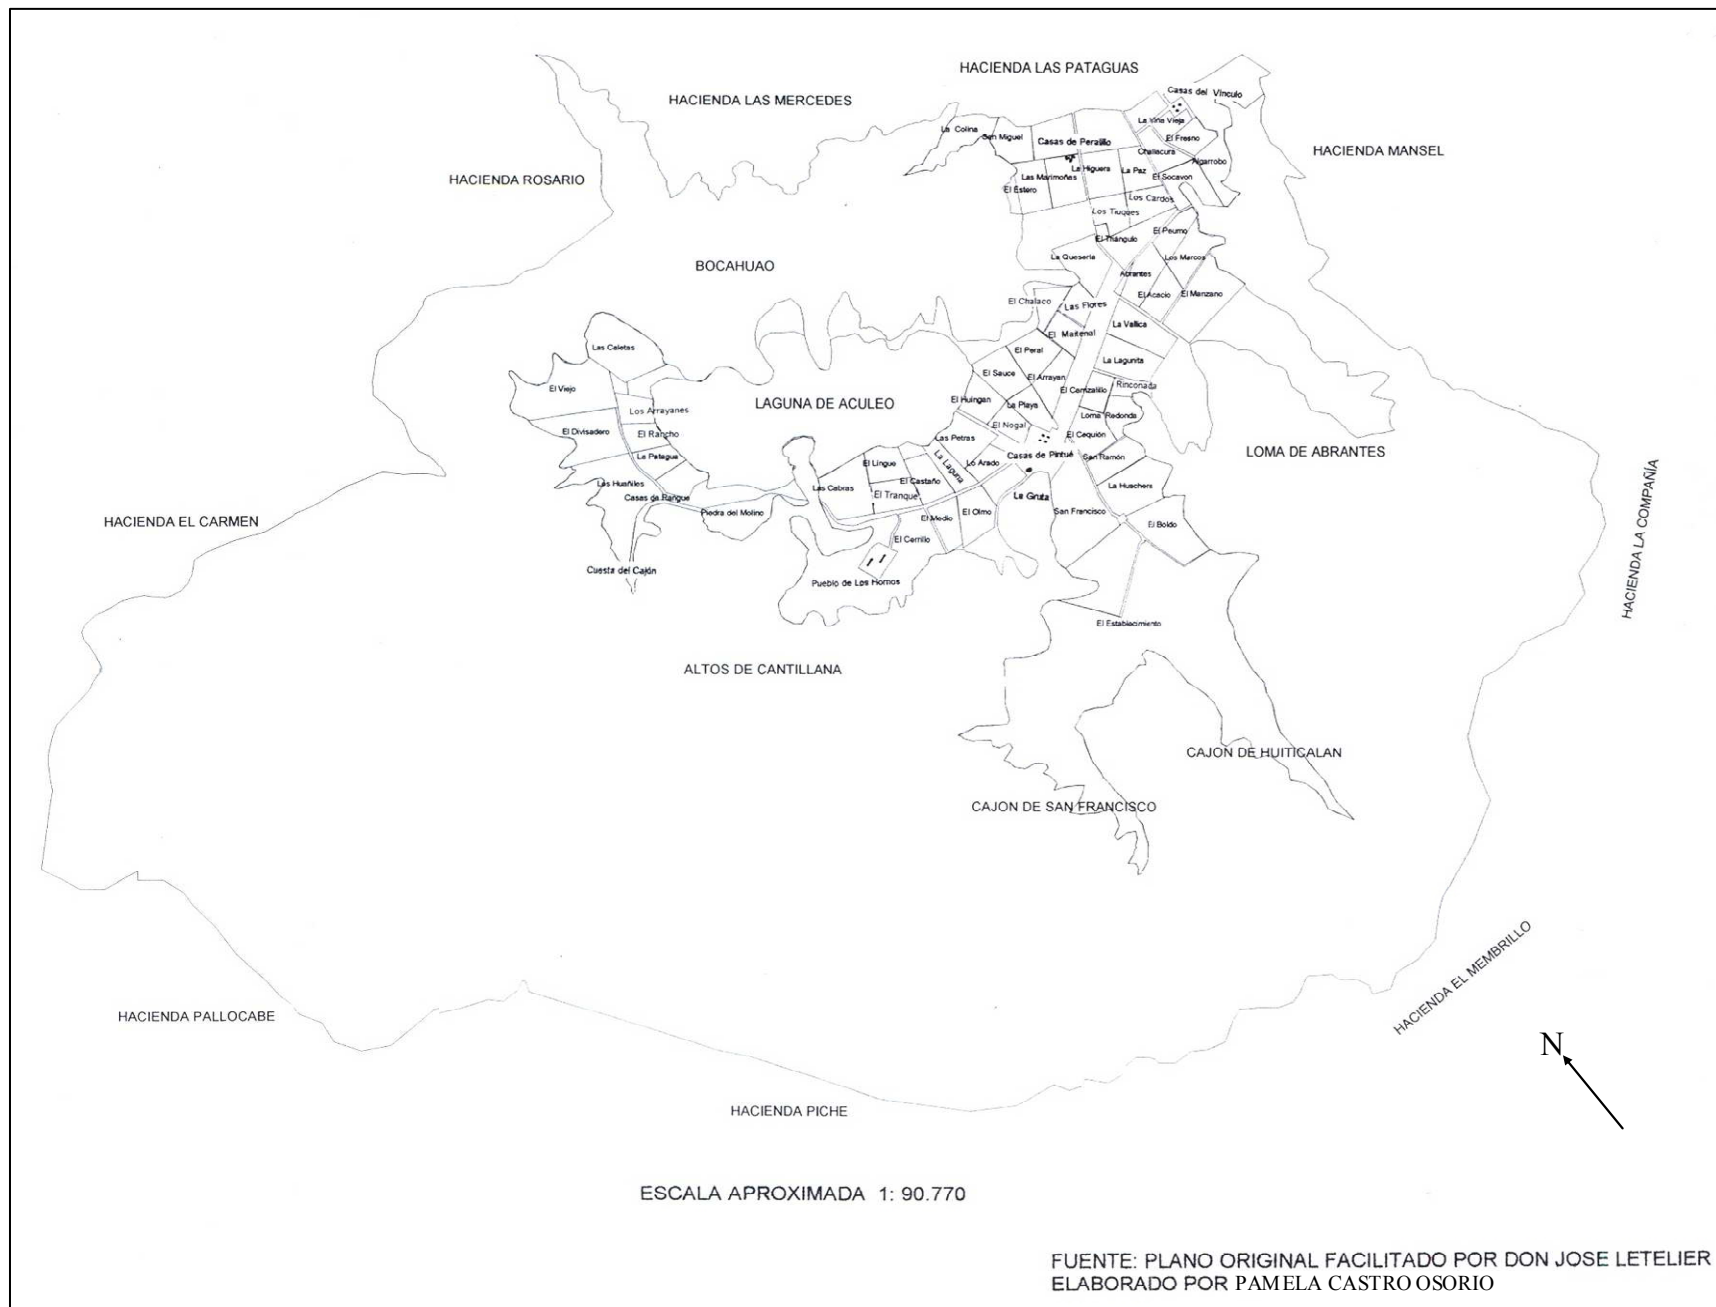 HACIENDA LAS PATAGUAS
HACIENDA LAS MERCEDES
Casas del Vínculo
La Viña Vieja
La Colina
San Miguel
Casas de Peralillo
El Fresno
HACIENDA MANSEL
Challacura
Algarrobo
HACIENDA ROSARIO
Las Marimoñas
La Higuera
La Paz
El Socavon
El Estero
Los Cardos
Los Tiuques
El Peumo
El Triángulo
La Queseria
Los Marcos
BOCAHUAO
Abrantes
El Acacio
El Manzano
El Chalaco
Las Flores
La Vallica
El Maitenal
Las Caletas
El Peral
La Lagunita
El Viejo
El Sauce
El Arrayan
El Carrizalillo
Rinconada
LAGUNA DE ACULEO
El Huingan
La Playa
Los Arrayanes
Loma Redonda
El Divisadero
El Rancho
El Nogal
El Cequión
Las Petras
La Patagua
Casas de Pintué
San Ramón
LOMA DE ABRANTES
El Lingue
La Laguna
Lo Arado
Las Huañiles
Las Cabras
El Castaño
La Huachera
Casas de Rangue
El Tranque
La Gruta
HACIENDA LA COMPAÑÍA
Piedra del Molino
El Medio
El Olmo
San Francisco
HACIENDA EL CARMEN
El Boldo
El Cerrillo
Cuesta del Cajón
Pueblo de Los Hornos
El Establecimiento
ALTOS DE CANTILLANA
CAJON DE HUITICALAN
CAJON DE SAN FRANCISCO
HACIENDA EL MEMBRILLO
HACIENDA PALLOCABE
N
HACIENDA PICHE
ESCALA APROXIMADA 1: 90.770
FUENTE: PLANO ORIGINAL FACILITADO POR DON JOSE LETELIER
ELABORADO POR PAMELA CASTRO OSORIO